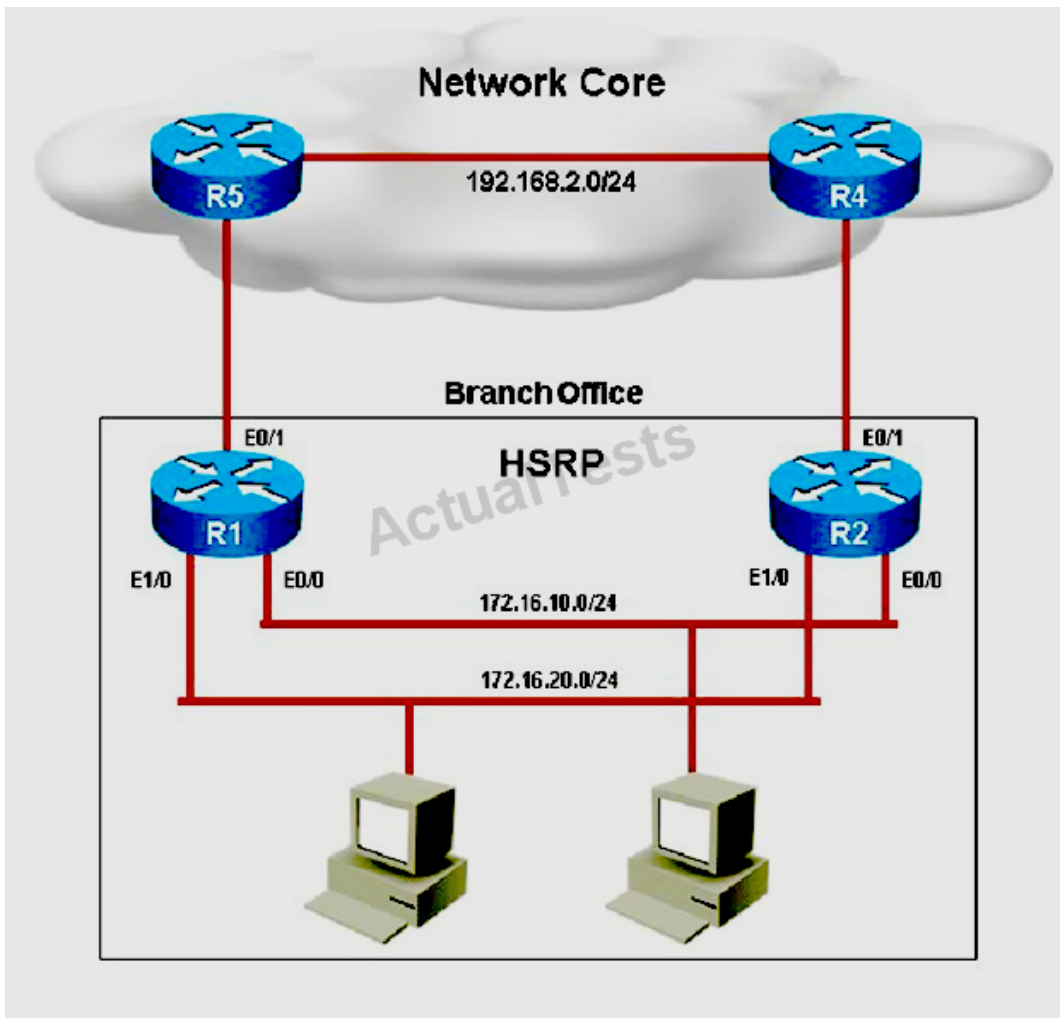 Network Core
R5
R4
192.168.2.0/24
Branch Office
E0/1
E0/1
HSRP
R1
R2
E1/0
E0/0
E1/0
E0/0
172.16.10.0/24
172.16.20.0/24